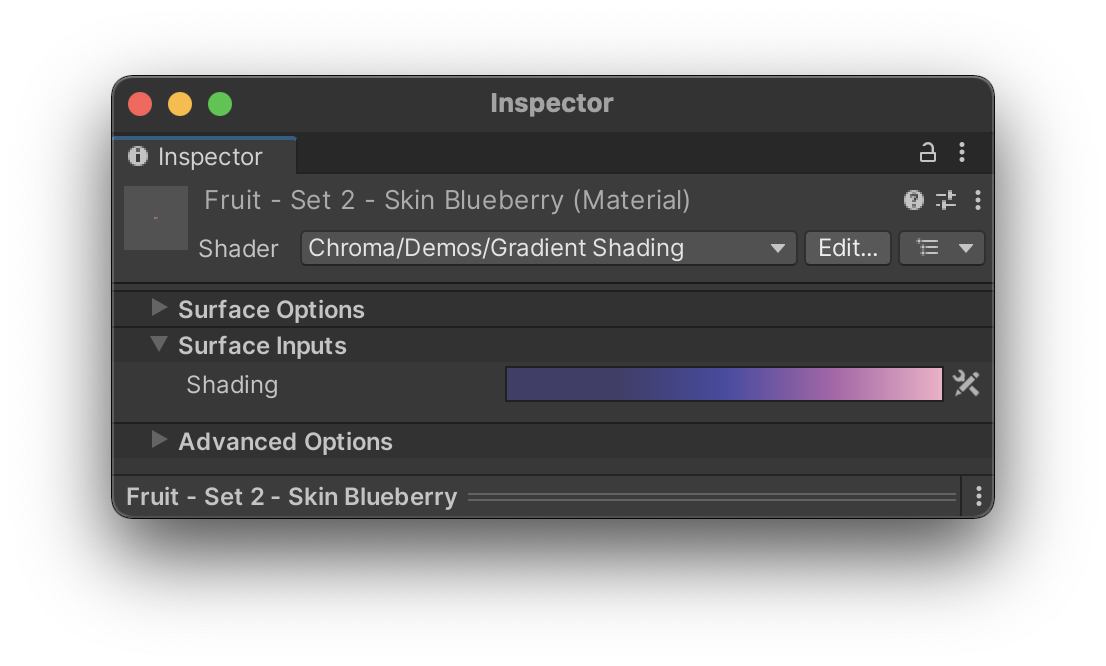 Inspector
Inspector
Fruit - Set 2 - Skin Blueberry (Material)
Shader Chroma/Demos/Gradient Shading Edit...
Surface Options
Surface Inputs
Shading
Advanced Options
Fruit - Set 2 - Skin Blueberry